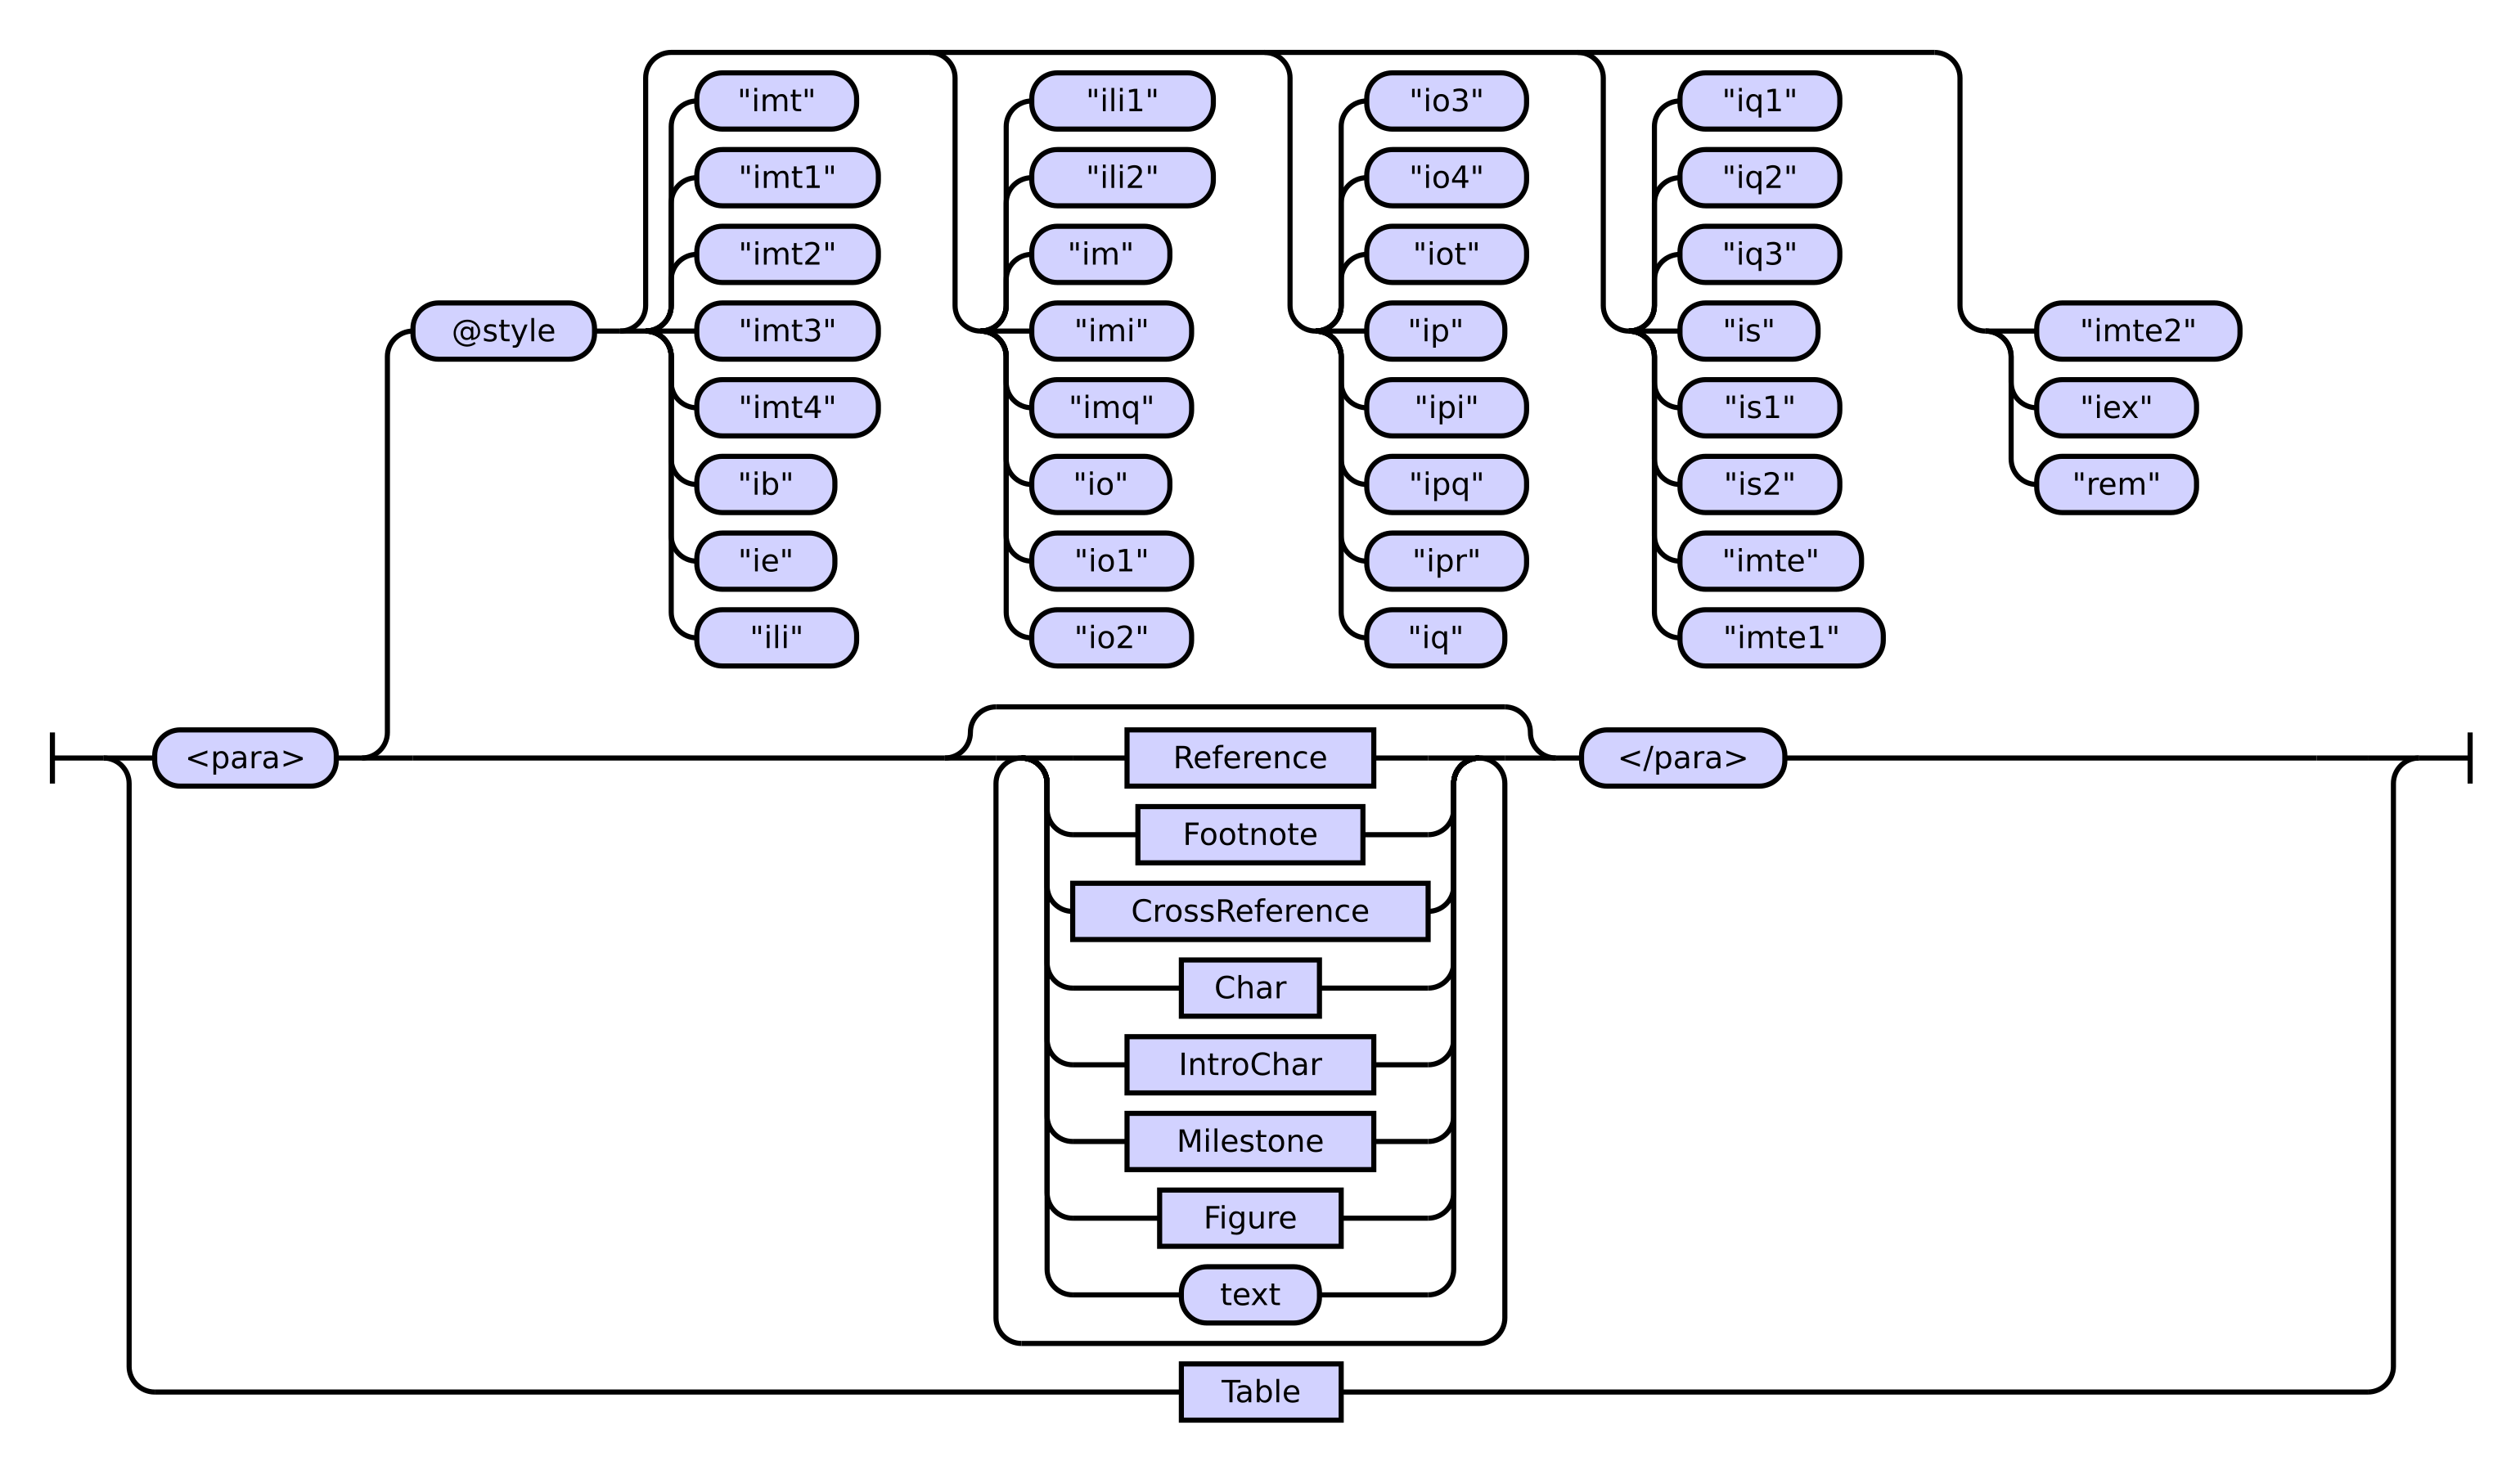 "imt"
"imt1"
"imt2"
"imt3"
"imt4"
"ib"
"ie"
"ili"
"ili1"
"ili2"
"im"
"imi"
"imq"
"io"
"io1"
"io2"
"io3"
"io4"
"iot"
"ip"
"ipi"
"ipq"
"ipr"
"iq"
"iq1"
"iq2"
"iq3"
"is"
"is1"
"is2"
"imte"
"imte1"
"imte2"
"iex"
"rem"
@style
<para>
Reference
Footnote
CrossReference
Char
IntroChar
Milestone
Figure
text
</para>
Table